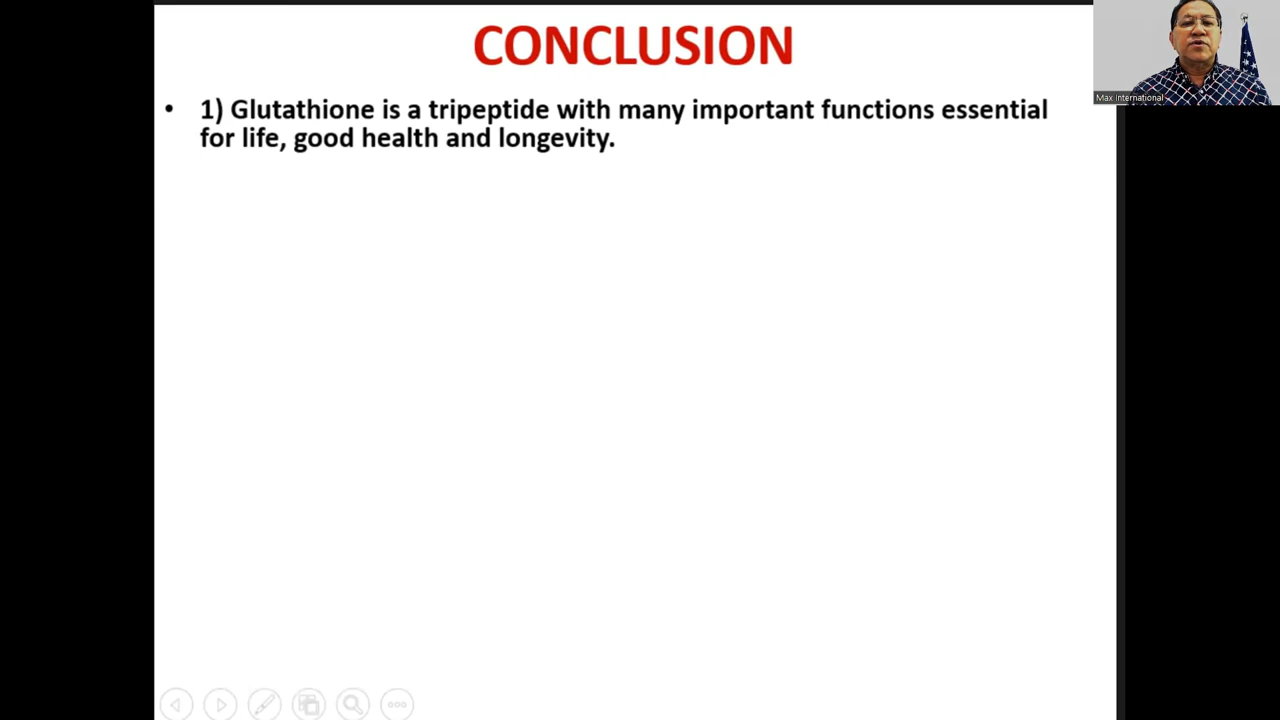 CONCLUSION
• 1) Glutathione is a tripeptide with many important functions essential
for life, good health and longevity.
Max International